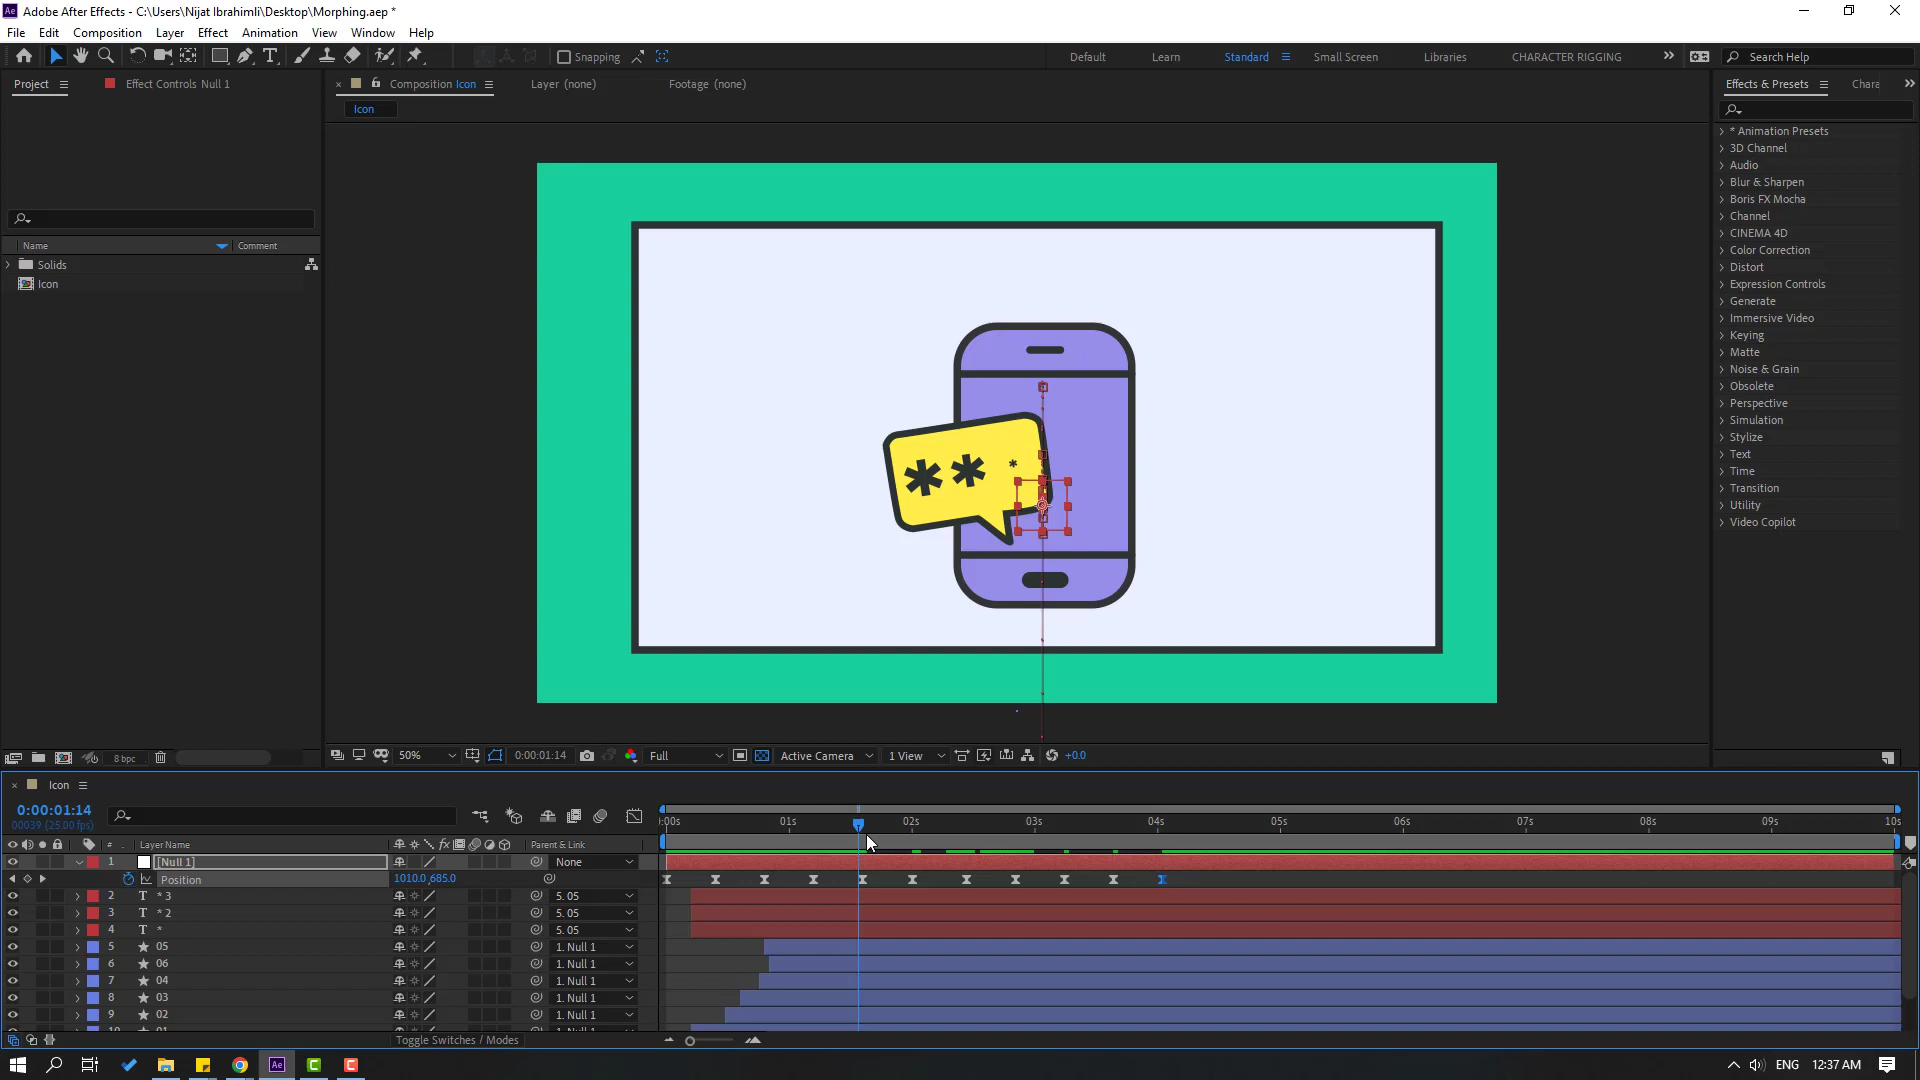 Ae Adobe After Effects - C:\Users\Nijat Ibrahimli\Desktop\Morphing.aep *
File Edit Composition Layer Effect Animation View Window Help
Snapping Default Learn Standard Small Screen Libraries CHARACTER RIGGING Search Help
Project Effect Controls Null 1 Composition Icon Layer (none) Footage (none) Effects & Presets Chara
Icon
* Animation Presets
3D Channel
Audio
Blur & Sharpen
Boris FX Mocha
Channel
CINEMA 4D
Color Correction
Distort
Expression Controls
Generate
Immersive Video
Keying
Matte
Noise & Grain
Obsolete
Perspective
Simulation
Stylize
Text
Time
Transition
Utility
Video Copilot
Name Comment
Solids
Icon
***
8 bpc 50% 0:00:01:14 Full Active Camera 1 View +0.0
Icon
0:00:01:14
00039 (25.00 fps)
:00s 01s 02s 03s 04s 05s 06s 07s 08s 09s 10s
# Layer Name fx Parent & Link
1 [Null 1] None
Position 1010.0,685.0
2 T * 3 5. 05
3 T * 2 5. 05
4 T * 5. 05
5 05 1. Null 1
6 06 1. Null 1
7 04 1. Null 1
8 03 1. Null 1
9 02 1. Null 1
10 01 1. Null 1
Toggle Switches / Modes
Ae C C ENG 12:37 AM